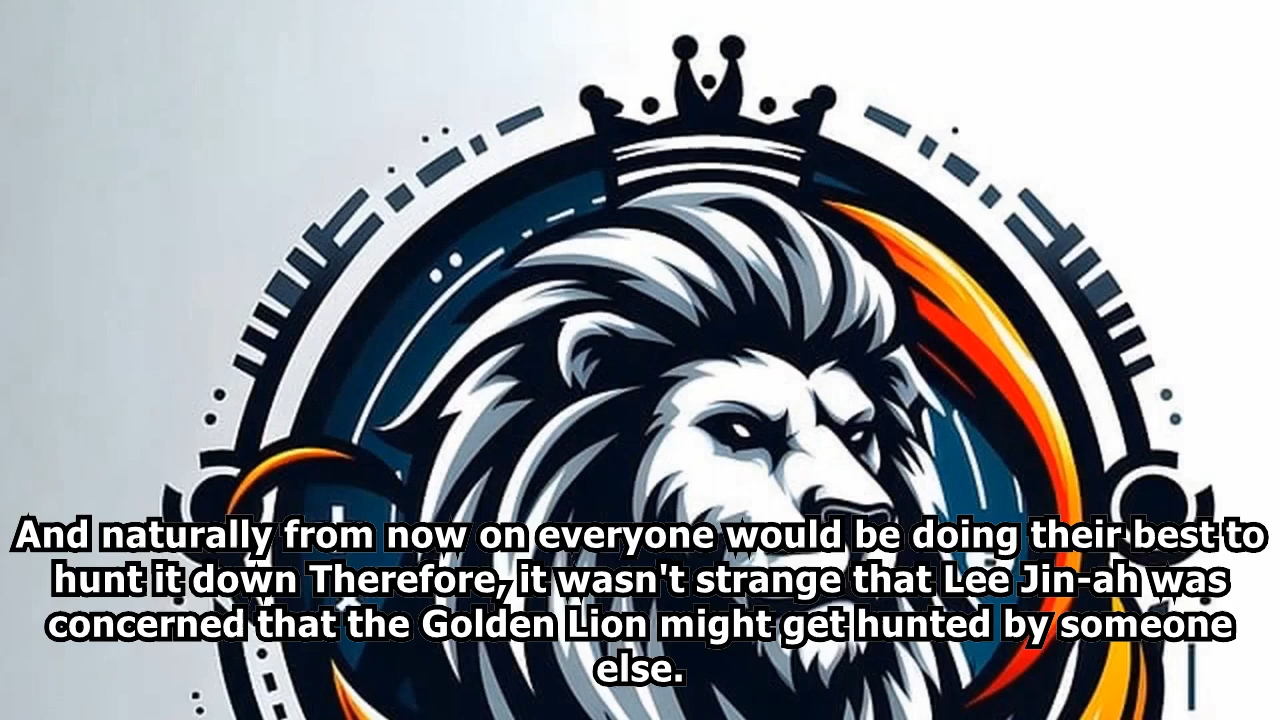 And naturally from now on everyone would be doing their best to
hunt it down Therefore, it wasn't strange that Lee Jin-ah was
concerned that the Golden Lion might get hunted by someone
else.